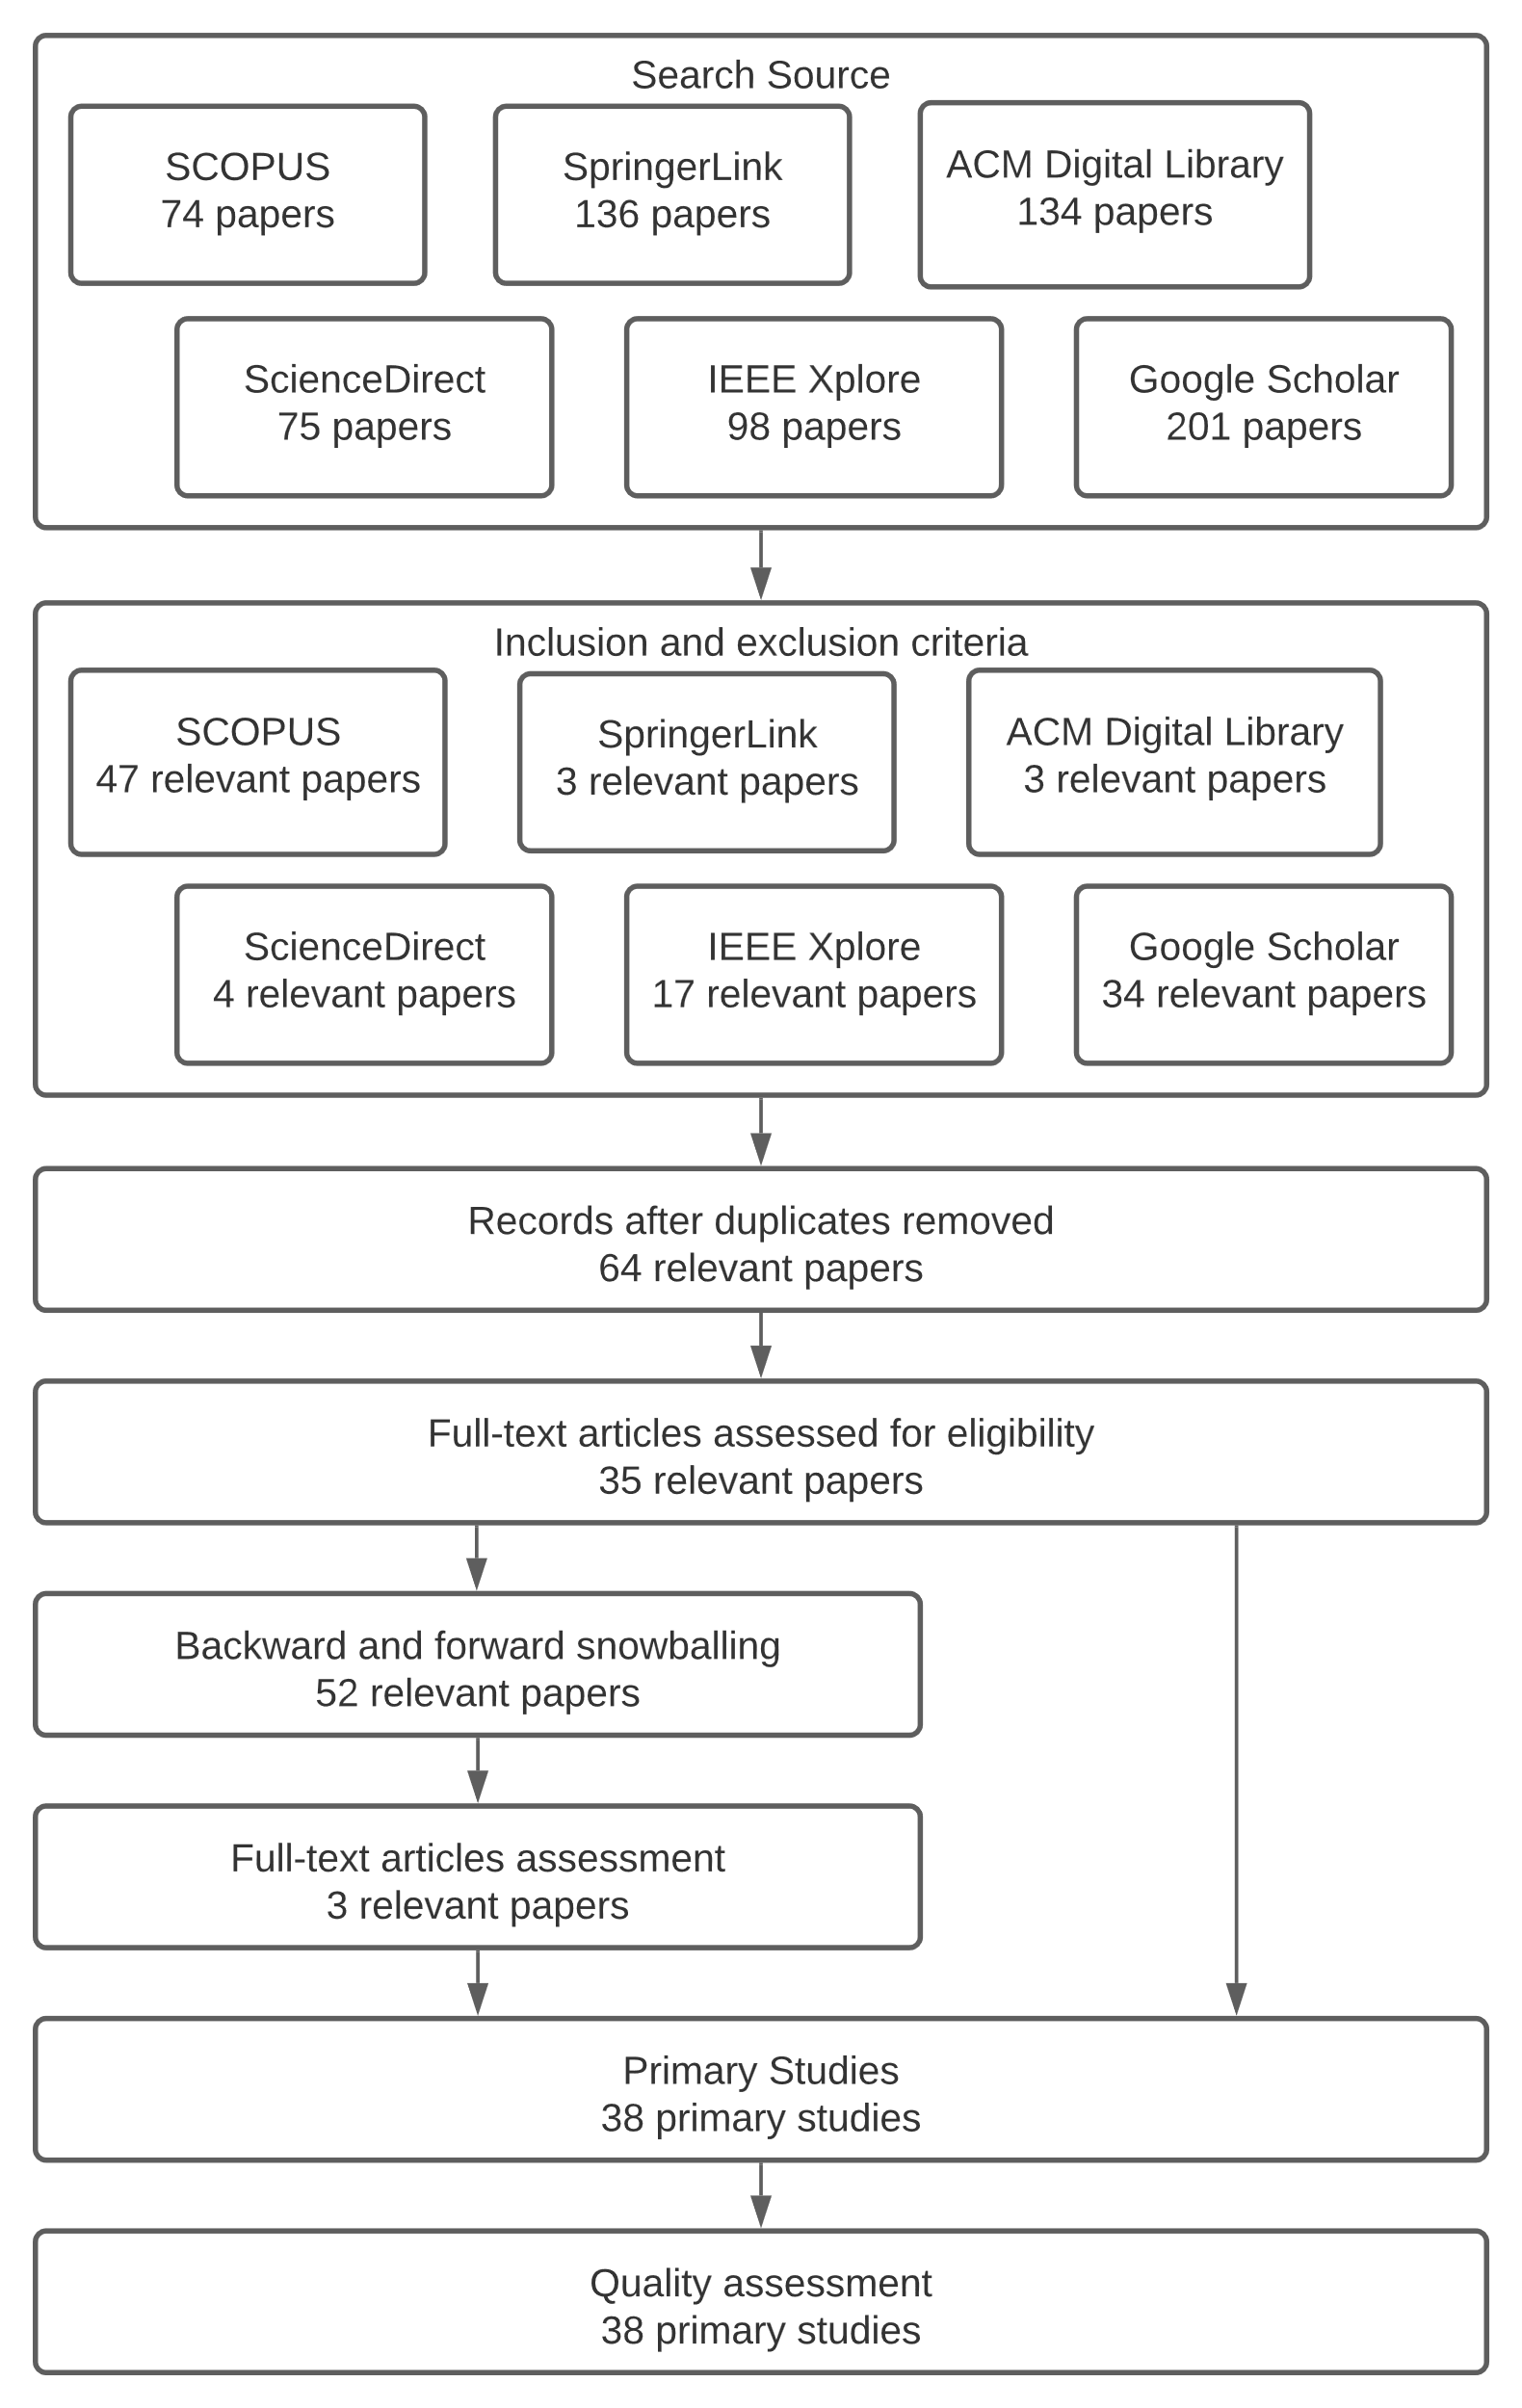 Search Source
SCOPUS
74 papers
SpringerLink
136 papers
ACM Digital Library
134 papers
ScienceDirect
75 papers
IEEE Xplore
98 papers
Google Scholar
201 papers
Inclusion and exclusion criteria
SCOPUS
47 relevant papers
SpringerLink
3 relevant papers
ACM Digital Library
3 relevant papers
ScienceDirect
4 relevant papers
IEEE Xplore
17 relevant papers
Google Scholar
34 relevant papers
Records after duplicates removed
64 relevant papers
Full-text articles assessed for eligibility
35 relevant papers
Backward and forward snowballing
52 relevant papers
Full-text articles assessment
3 relevant papers
Primary Studies
38 primary studies
Quality assessment
38 primary studies